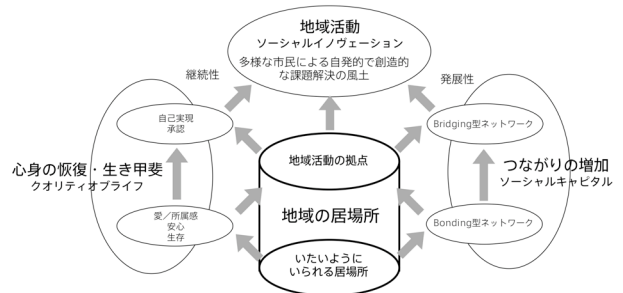 地域活動
ソーシャルイノヴェーション
多様な市民による自発的で創造的
な課題解決の風土
継続性
発展性
自己実現
承認
Bridging型ネットワーク
心身の恢復・生き甲斐
クオリティオブライフ
地域活動の拠点
つながりの増加
ソーシャルキャピタル
愛／所属感
安心
生存
地域の居場所
Bonding型ネットワーク
いたいように
いられる居場所